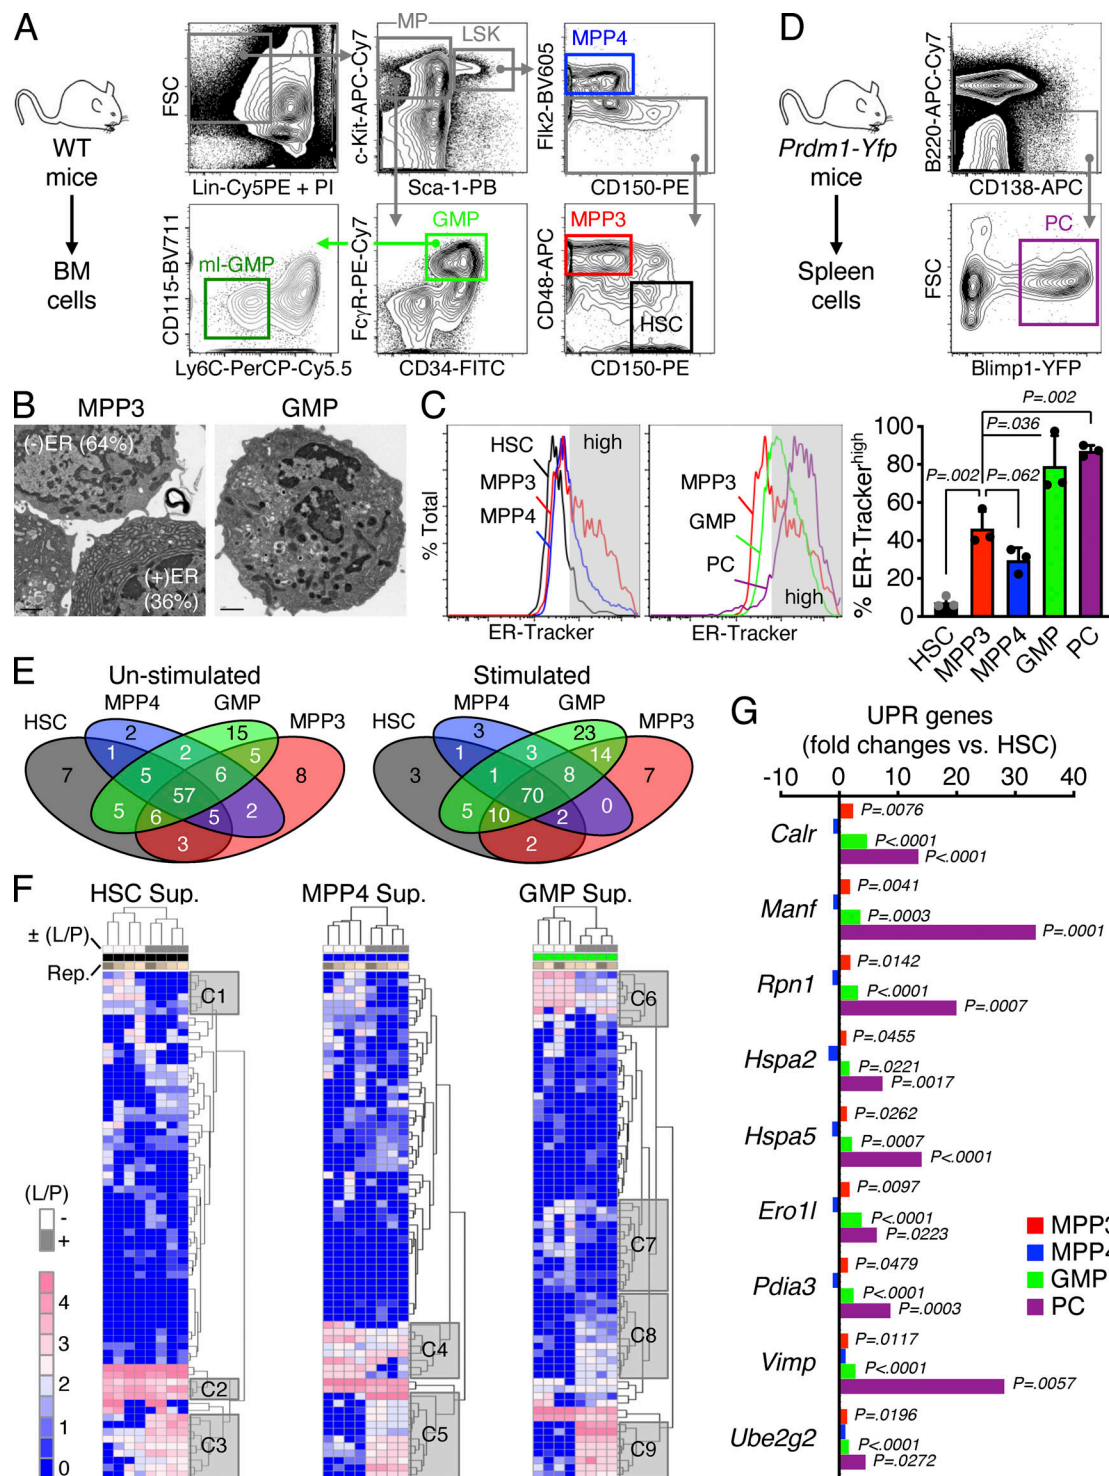 A
WT
mice
BM
cells
FSC
Lin-Cy5PE + PI
c-Kit-APC-Cy7
MP
LSK
Sca-1-PB
Flk2-BV605
MPP4
CD150-PE
CD115-BV711
ml-GMP
Ly6C-PerCP-Cy5.5
FcγR-PE-Cy7
GMP
CD34-FITC
CD48-APC
MPP3
HSC
CD150-PE
D
Prdm1-Yfp
mice
Spleen
cells
B220-APC-Cy7
CD138-APC
FSC
PC
Blimp1-YFP
B
MPP3
GMP
(-)ER (64%)
(+)ER
(36%)
C
% Total
HSC
MPP3
MPP4
high
ER-Tracker
MPP3
GMP
PC
high
ER-Tracker
% ER-Trackerhigh
100
80
60
40
20
0
P=.002
P=.036
P=.002
P=.062
HSC
MPP3
MPP4
GMP
PC
E
Un-stimulated
MPP4
GMP
HSC
MPP3
2
15
1
2
5
7
5
6
8
57
5
6
5
2
3
Stimulated
MPP4
GMP
HSC
MPP3
3
23
1
3
14
3
1
8
7
70
5
10
2
0
2
F
HSC Sup.
MPP4 Sup.
GMP Sup.
± (L/P)
Rep.
C1
C2
C3
C4
C5
C6
C7
C8
C9
(L/P)
-
+
4
3
2
1
0
G
UPR genes
(fold changes vs. HSC)
-10 0 10 20 30 40
Calr
P=.0076
P<.0001
P<.0001
Manf
P=.0041
P=.0003
P=.0001
Rpn1
P=.0142
P<.0001
P=.0007
Hspa2
P=.0455
P=.0221
P=.0017
Hspa5
P=.0262
P=.0007
P<.0001
Ero1l
P=.0097
P<.0001
P=.0223
Pdia3
P=.0479
P<.0001
P=.0003
Vimp
P=.0117
P<.0001
P=.0057
Ube2g2
P=.0196
P<.0001
P=.0272
MPP3
MPP4
GMP
PC